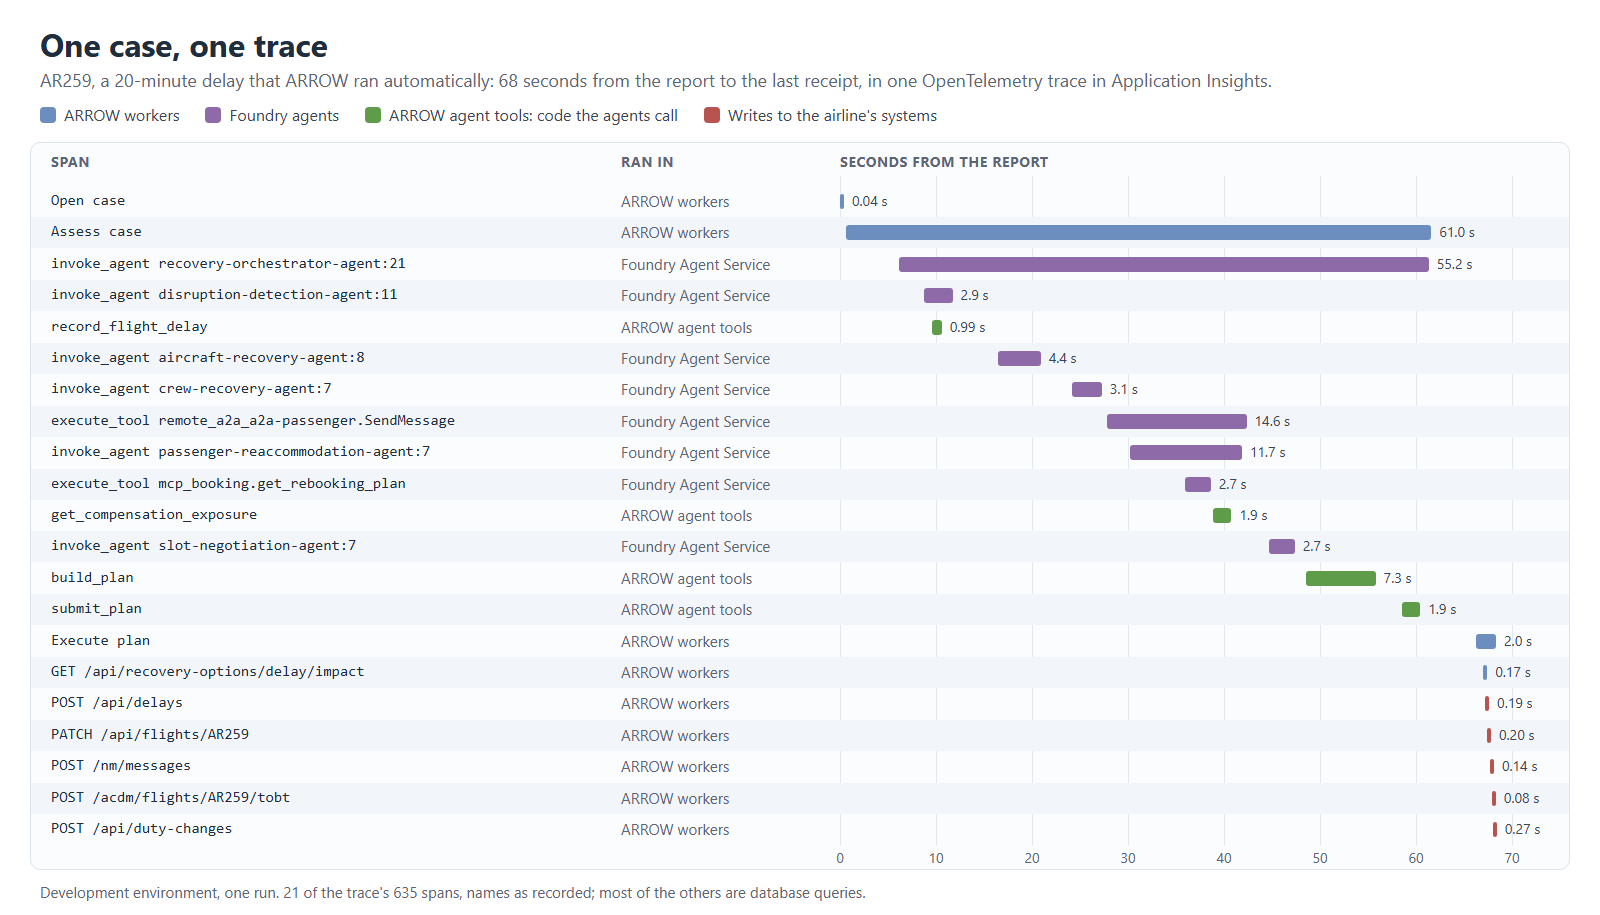 One case, one trace
AR259, a 20-minute delay that ARROW ran automatically: 68 seconds from the report to the last receipt, in one OpenTelemetry trace in Application Insights.
ARROW workers Foundry agents ARROW agent tools: code the agents call Writes to the airline's systems
SPAN RAN IN SECONDS FROM THE REPORT
Open case ARROW workers 0.04 s
Assess case ARROW workers 61.0 s
invoke_agent recovery-orchestrator-agent:21 Foundry Agent Service 55.2 s
invoke_agent disruption-detection-agent:11 Foundry Agent Service 2.9 s
record_flight_delay ARROW agent tools 0.99 s
invoke_agent aircraft-recovery-agent:8 Foundry Agent Service 4.4 s
invoke_agent crew-recovery-agent:7 Foundry Agent Service 3.1 s
execute_tool remote_a2a_a2a-passenger.SendMessage Foundry Agent Service 14.6 s
invoke_agent passenger-reaccommodation-agent:7 Foundry Agent Service 11.7 s
execute_tool mcp_booking.get_rebooking_plan Foundry Agent Service 2.7 s
get_compensation_exposure ARROW agent tools 1.9 s
invoke_agent slot-negotiation-agent:7 Foundry Agent Service 2.7 s
build_plan ARROW agent tools 7.3 s
submit_plan ARROW agent tools 1.9 s
Execute plan ARROW workers 2.0 s
GET /api/recovery-options/delay/impact ARROW workers 0.17 s
POST /api/delays ARROW workers 0.19 s
PATCH /api/flights/AR259 ARROW workers 0.20 s
POST /nm/messages ARROW workers 0.14 s
POST /acdm/flights/AR259/tobt ARROW workers 0.08 s
POST /api/duty-changes ARROW workers 0.27 s
0 10 20 30 40 50 60 70
Development environment, one run. 21 of the trace's 635 spans, names as recorded; most of the others are database queries.